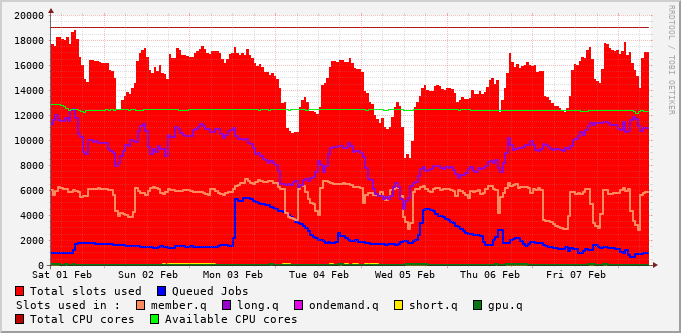 20000
18000
16000
14000
12000
10000
8000
6000
4000
2000
0
Sat 01 Feb Sun 02 Feb Mon 03 Feb Tue 04 Feb Wed 05 Feb Thu 06 Feb Fri 07 Feb
Total slots used Queued Jobs
Slots used in : member.q long.q ondemand.q short.q gpu.q
Total CPU cores Available CPU cores
RRDTOOL / TOBI OETIKER